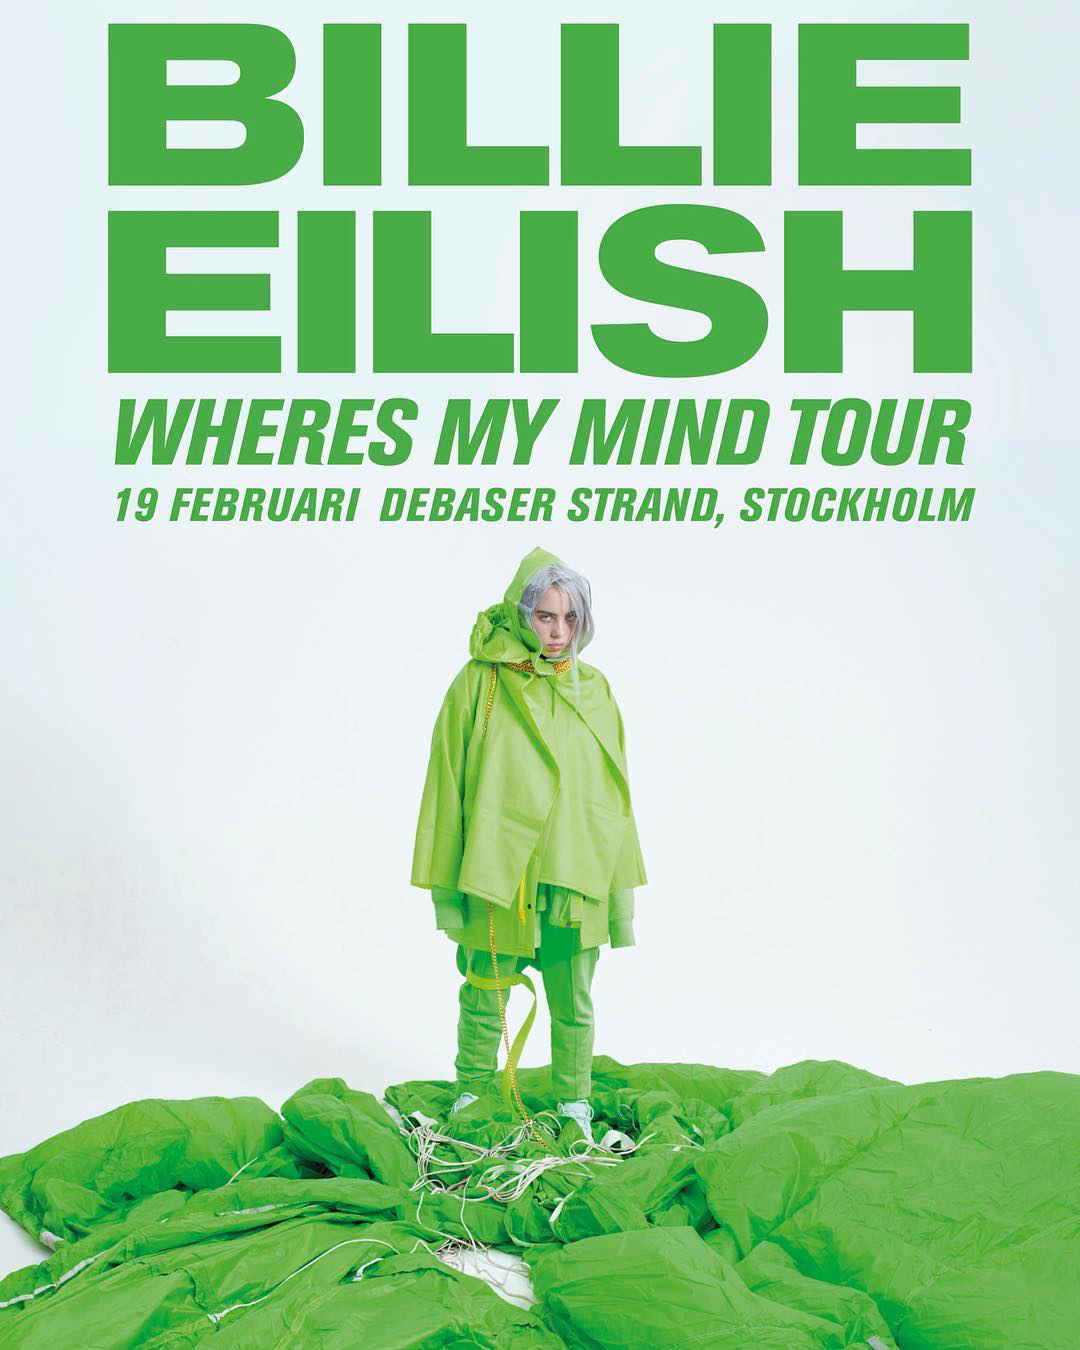 BILLIE
EILISH
WHERES MY MIND TOUR
19 FEBRUARI DEBASER STRAND, STOCKHOLM